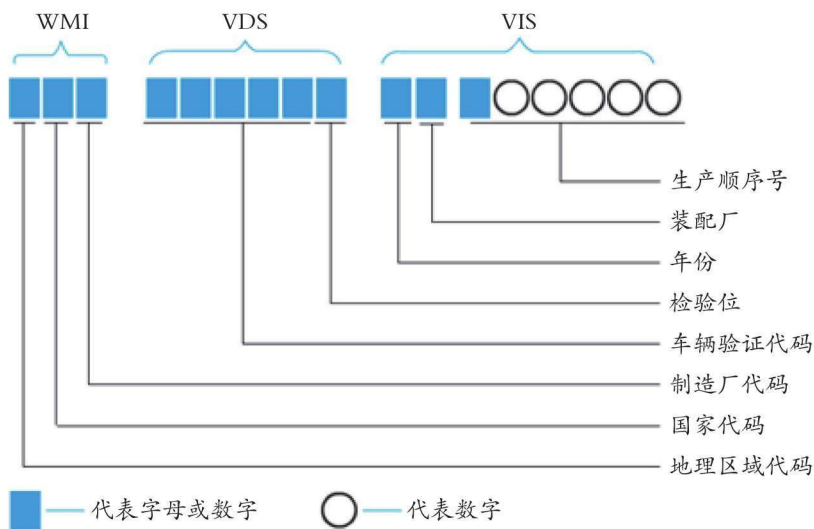 WMI VDS VIS
生产顺序号
装配厂
年份
检验位
车辆验证代码
制造厂代码
国家代码
地理区域代码
代表字母或数字 代表数字